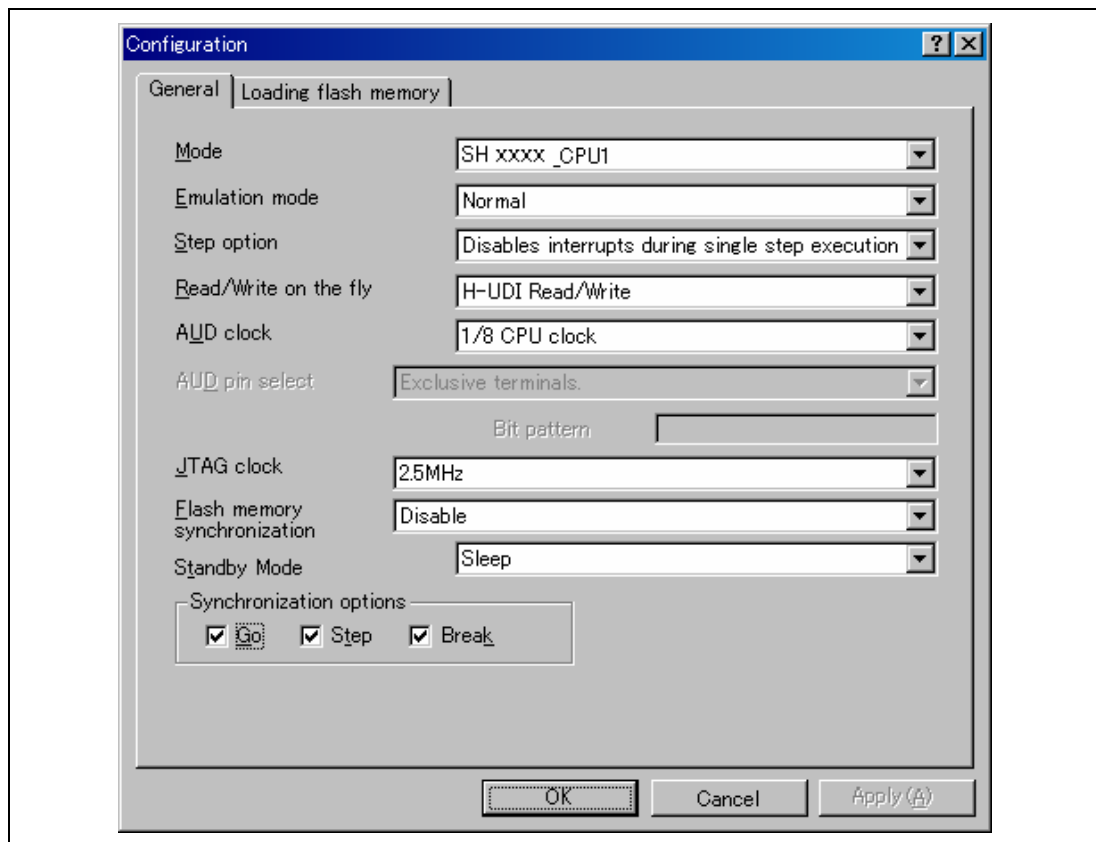 Configuration
General Loading flash memory
Mode SH xxxx _CPU1
Emulation mode Normal
Step option Disables interrupts during single step execution
Read/Write on the fly H-UDI Read/Write
AUD clock 1/8 CPU clock
AUD pin select Exclusive terminals.
Bit pattern
JTAG clock 2.5MHz
Flash memory
synchronization Disable
Standby Mode Sleep
Synchronization options
Go Step Break
OK Cancel Apply(A)